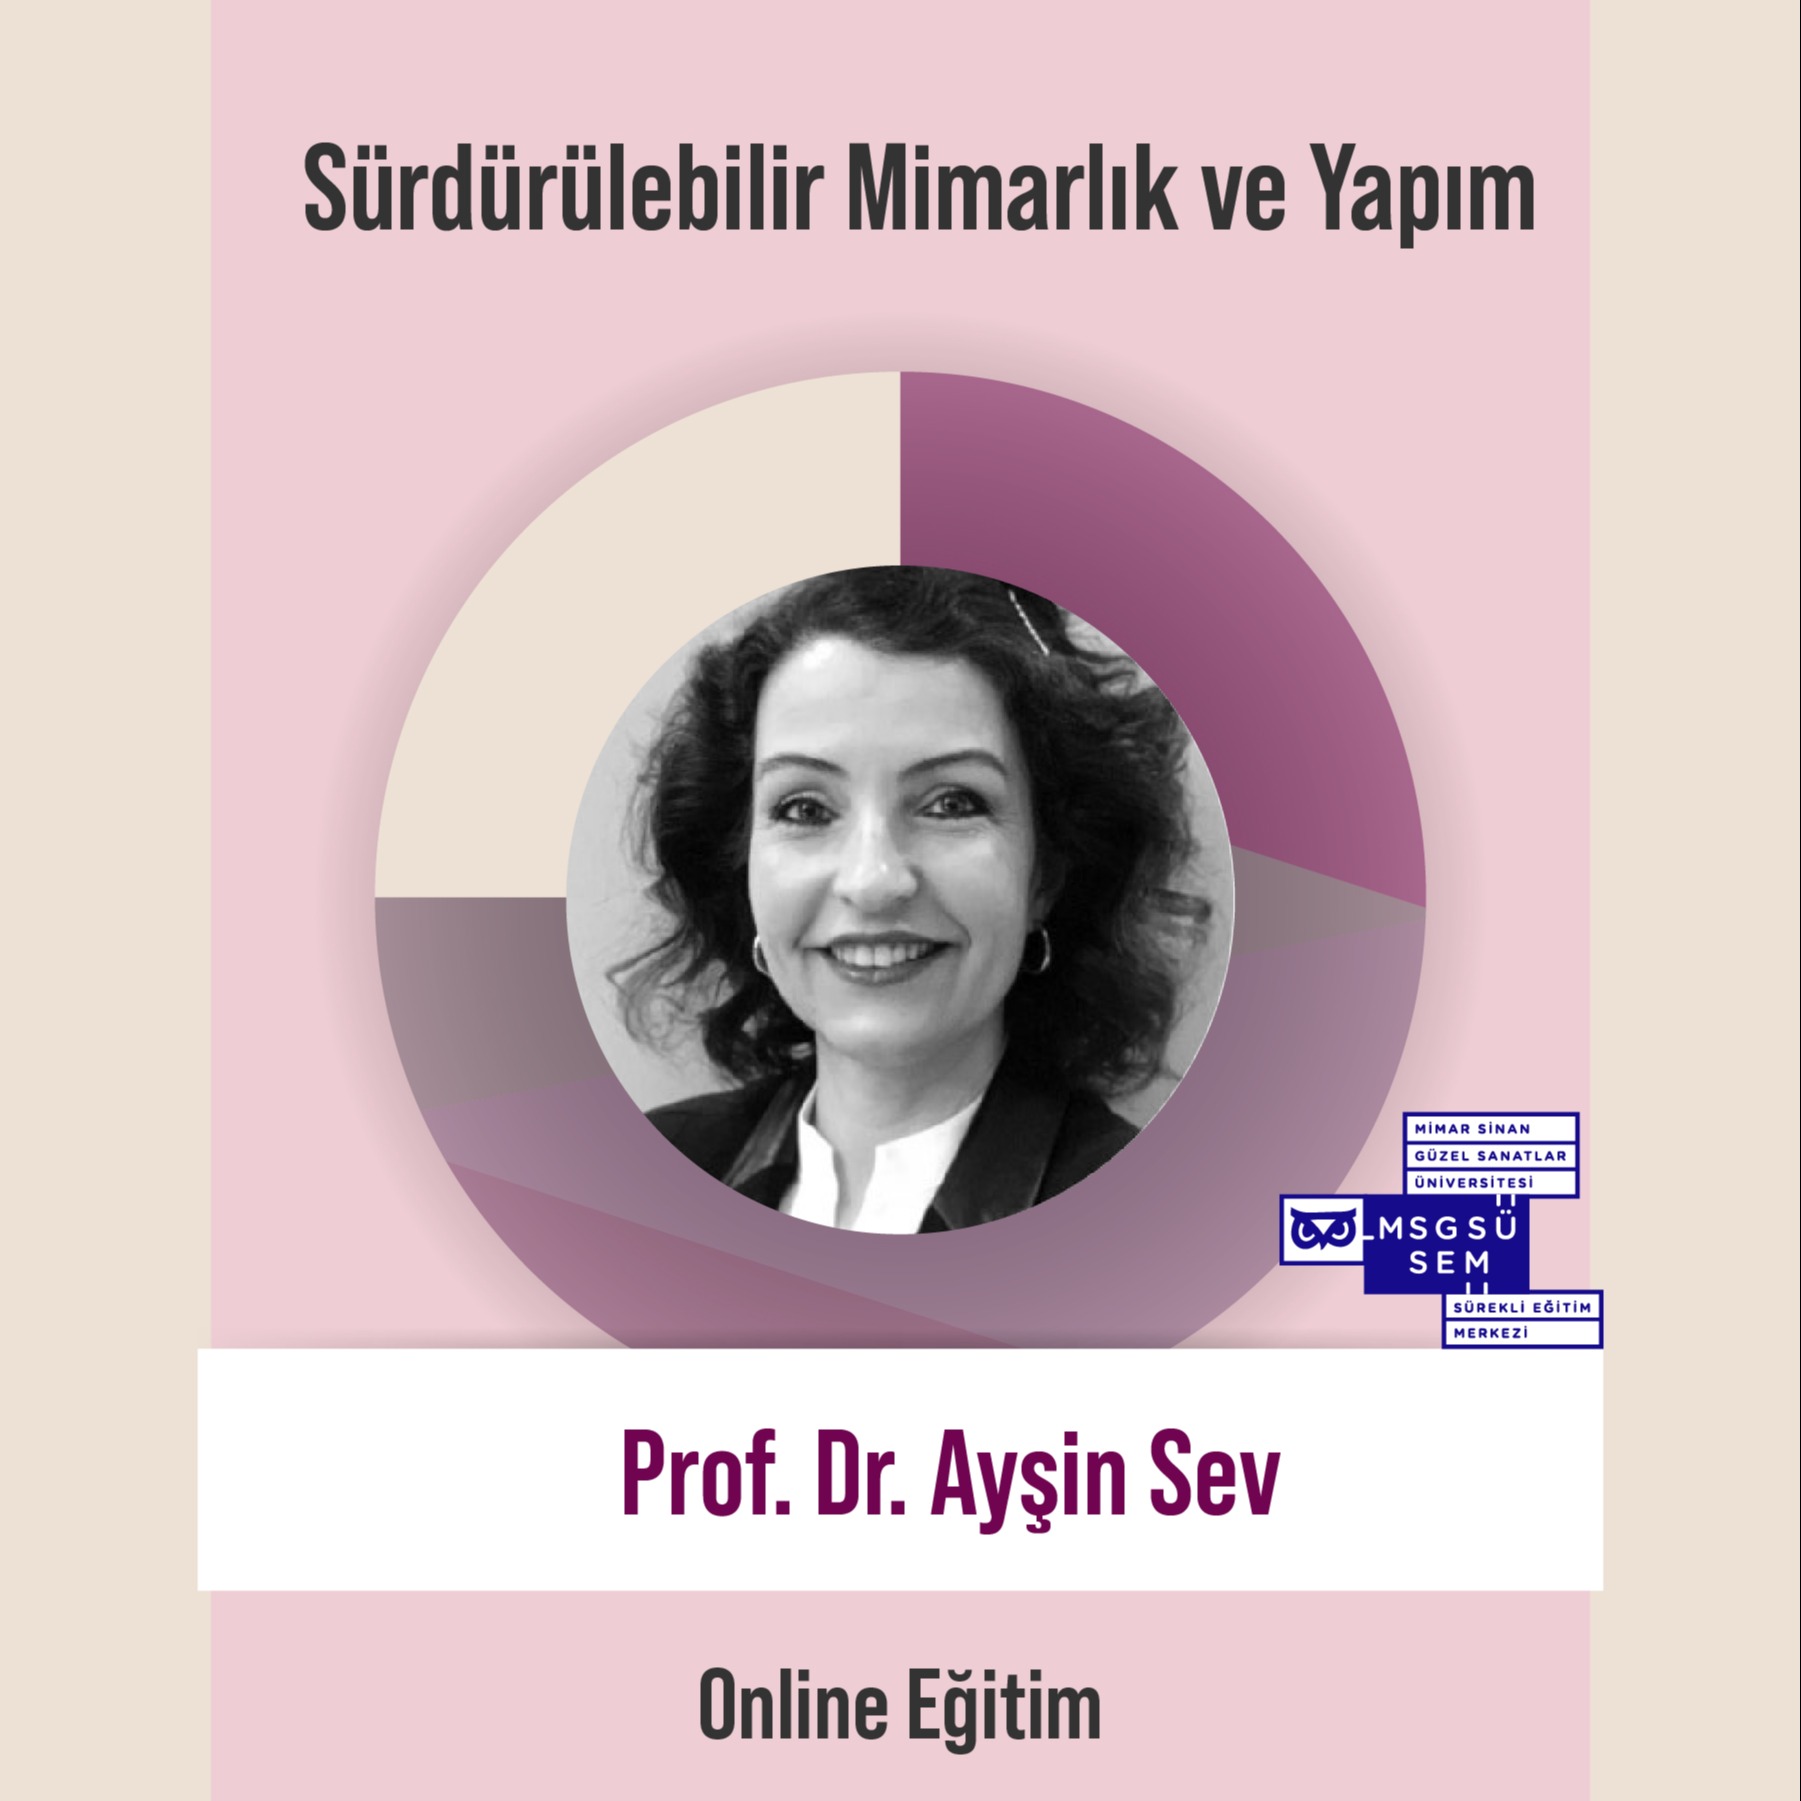 Sürdürülebilir Mimarlık ve Yapım
MİMAR SİNAN
GÜZEL SANATLAR
ÜNİVERSİTESİ
MSGSÜ
SEM
SÜREKLİ EĞİTİM
MERKEZİ
Prof. Dr. Ayşin Sev
Online Eğitim